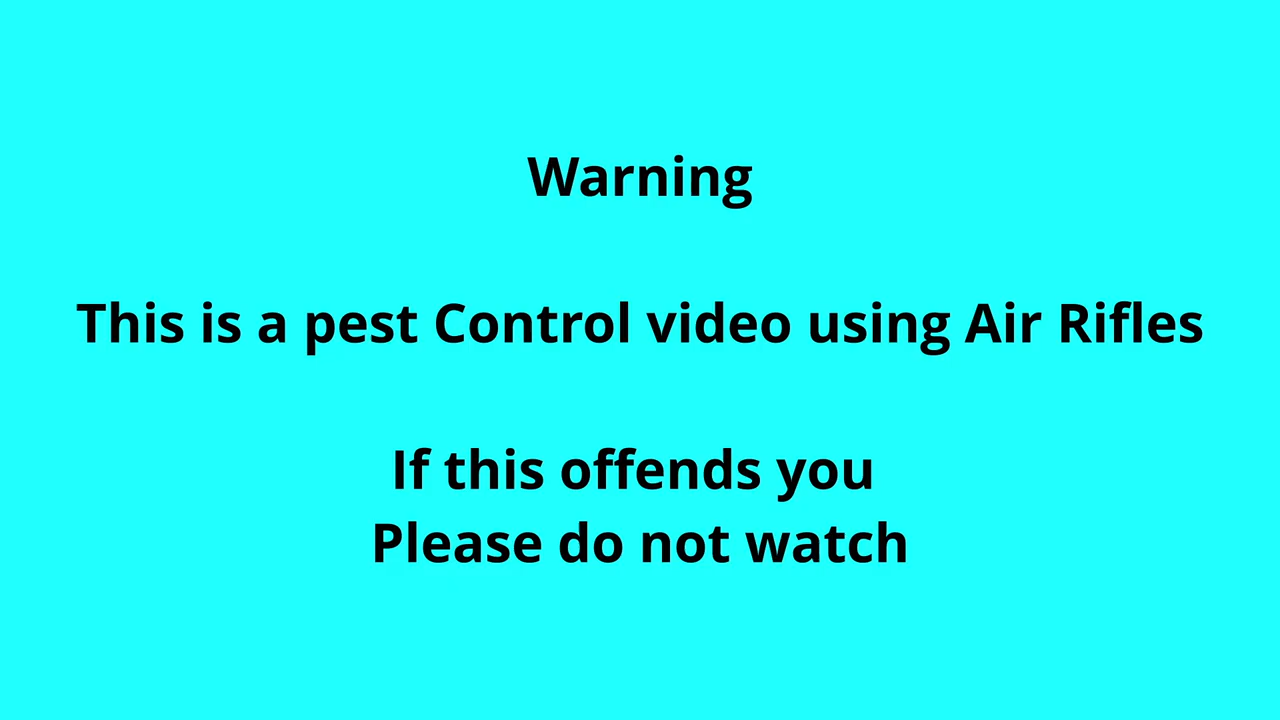 Warning
This is a pest Control video using Air Rifles
If this offends you
Please do not watch